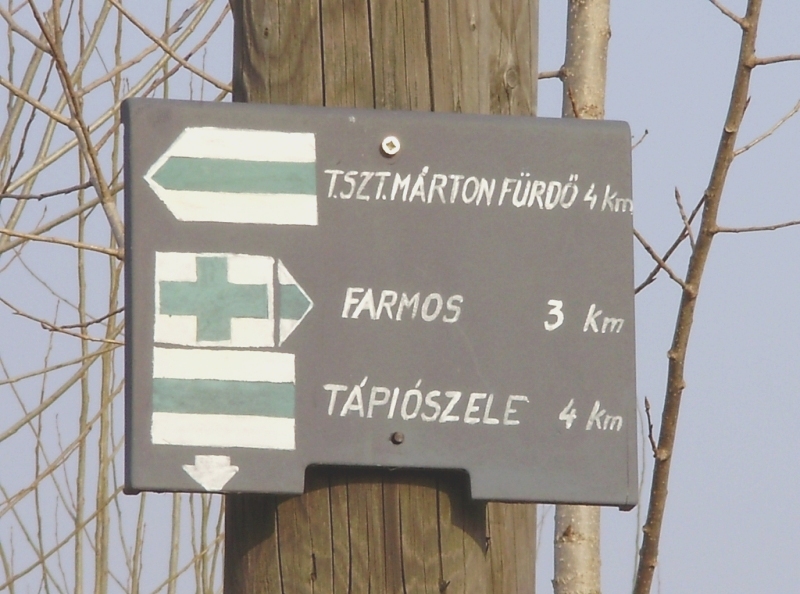 T.SZT.MÁRTON FÜRDŐ 4 km
FARMOS 3 km
TÁPIÓSZELE 4 km